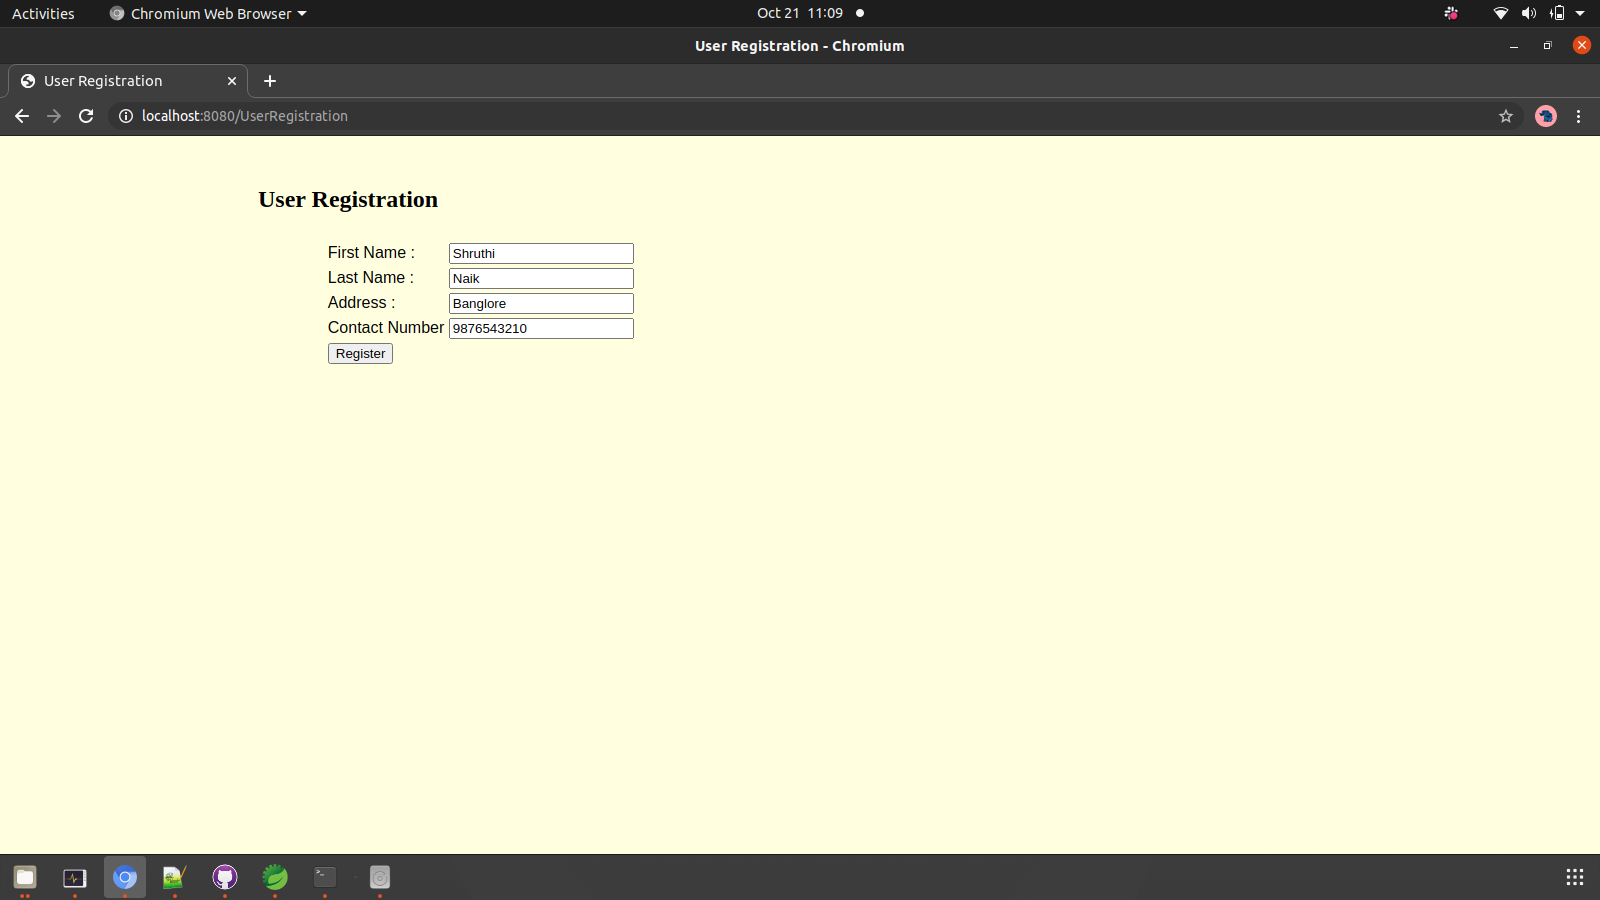 Activities Chromium Web Browser Oct 21 11:09
User Registration - Chromium
User Registration
localhost:8080/UserRegistration
User Registration
First Name : Shruthi
Last Name : Naik
Address : Banglore
Contact Number 9876543210
Register